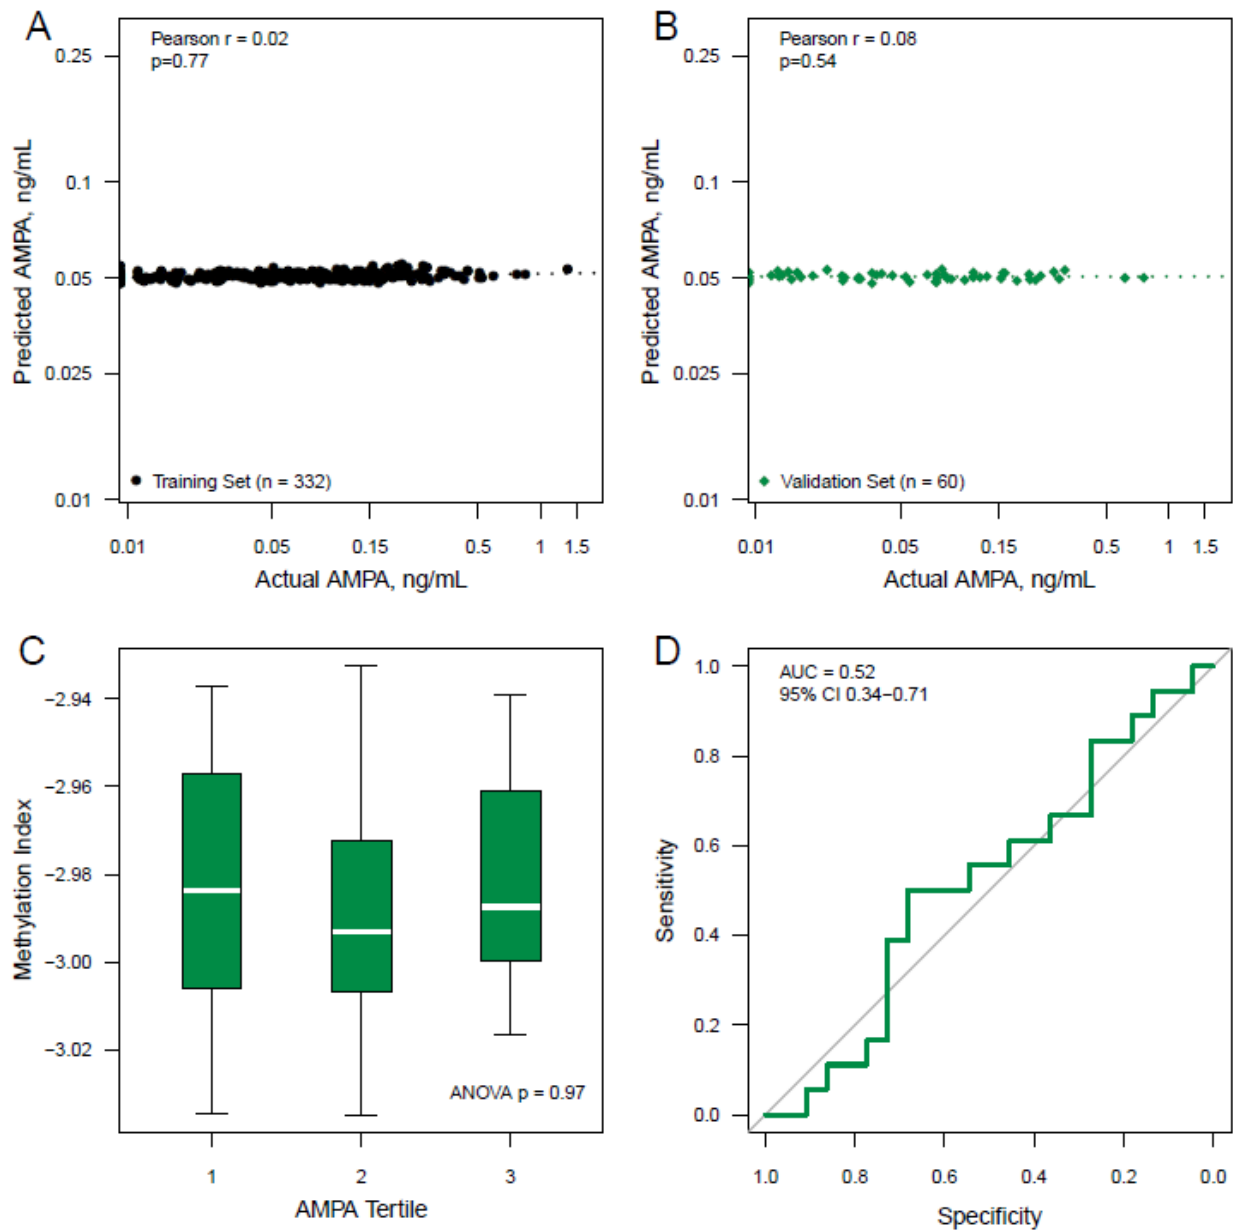 A
Pearson r = 0.02
p=0.77
0.25
0.1
0.05
0.025
0.01
Predicted AMPA, ng/mL
Training Set (n = 332)
0.01 0.05 0.15 0.5 1 1.5
Actual AMPA, ng/mL
B
Pearson r = 0.08
p=0.54
0.25
0.1
0.05
0.025
0.01
Predicted AMPA, ng/mL
Validation Set (n = 60)
0.01 0.05 0.15 0.5 1 1.5
Actual AMPA, ng/mL
C
−2.94
−2.96
−2.98
−3.00
−3.02
Methylation Index
ANOVA p = 0.97
1 2 3
AMPA Tertile
D
AUC = 0.52
95% CI 0.34−0.71
1.0
0.8
0.6
0.4
0.2
0.0
Sensitivity
1.0 0.8 0.6 0.4 0.2 0.0
Specificity